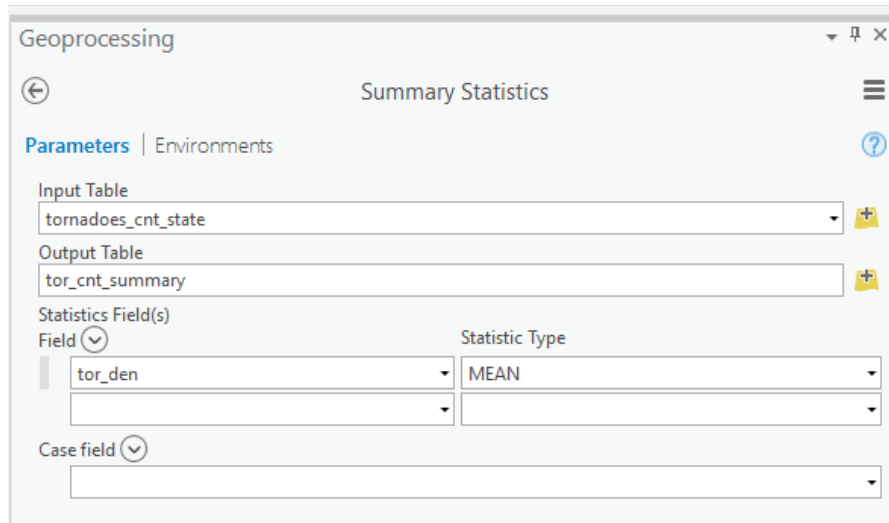 Geoprocessing
Summary Statistics
Parameters | Environments
Input Table
tornadoes_cnt_state
Output Table
tor_cnt_summary
Statistics Field(s)
Field Statistic Type
tor_den MEAN
Case field